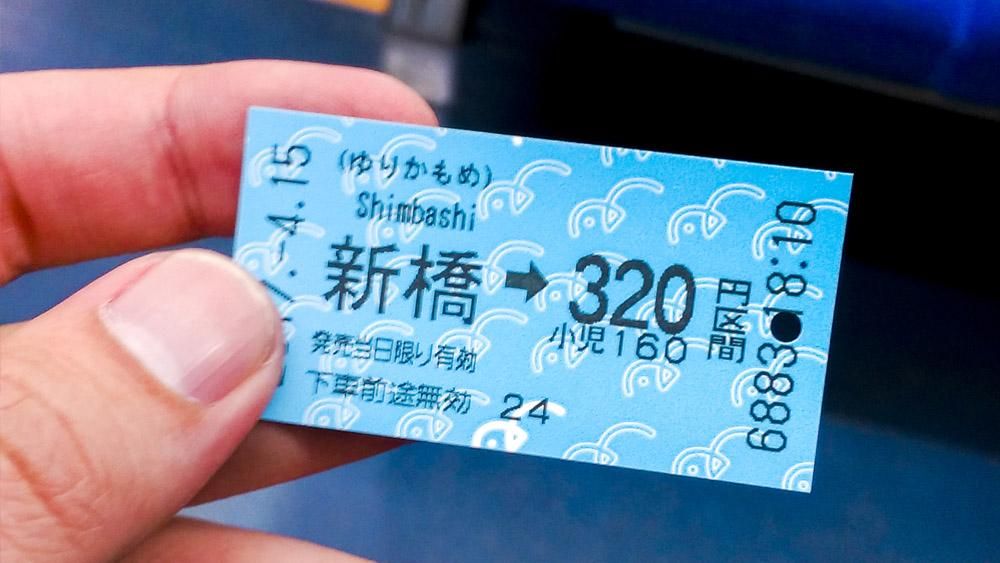 (ゆりかもめ)
Shimbashi
新橋➡320円区間
小児160
発売当日限り有効
下車前途無効 24
-4.15
6883●18:10